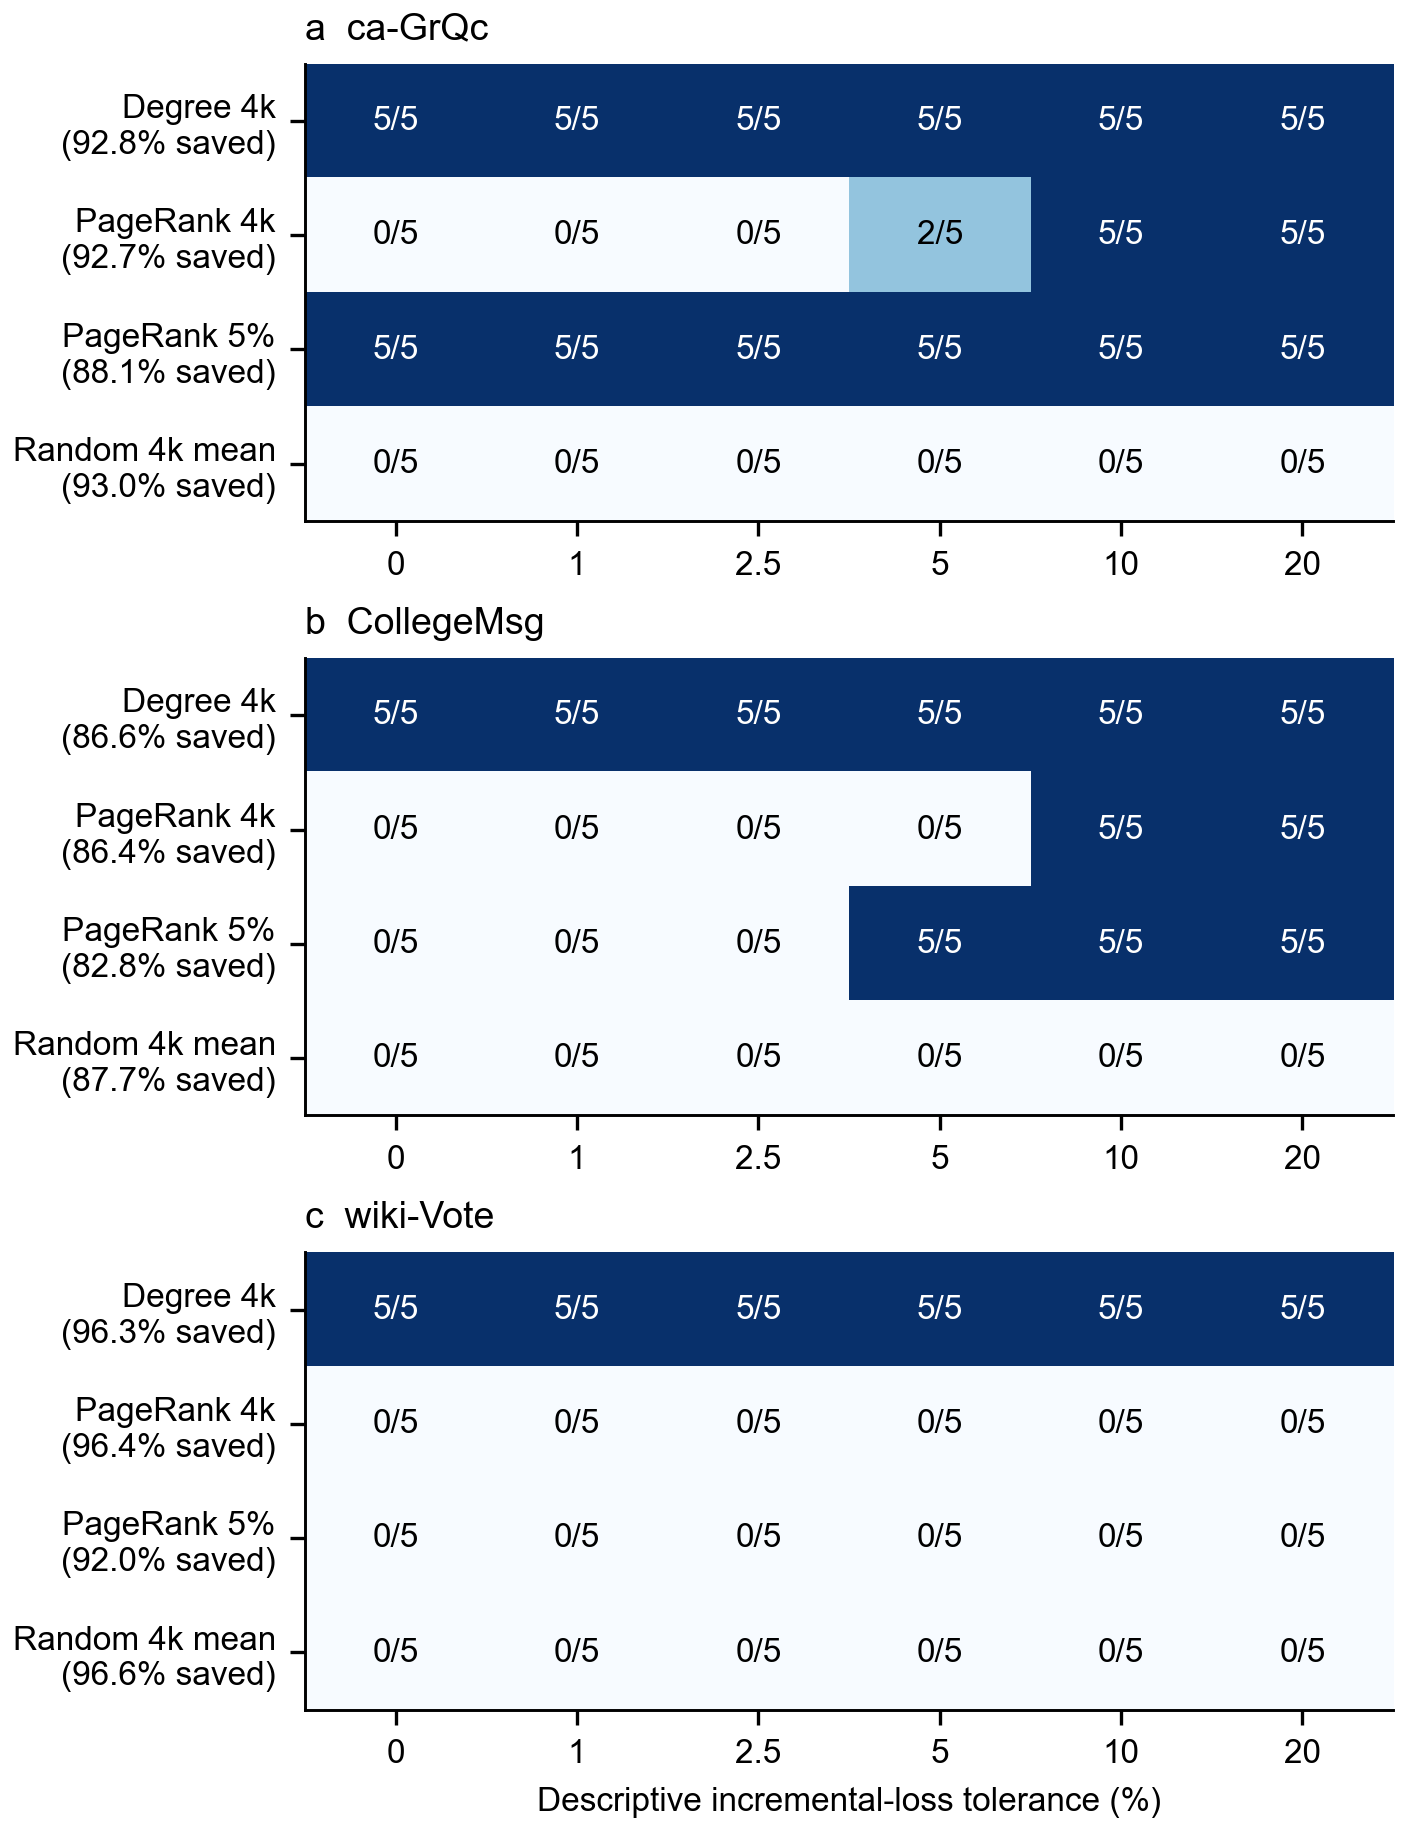 a ca-GrQc
Degree 4k
(92.8% saved)
5/5 5/5 5/5 5/5 5/5 5/5
PageRank 4k
(92.7% saved)
0/5 0/5 0/5 2/5 5/5 5/5
PageRank 5%
(88.1% saved)
5/5 5/5 5/5 5/5 5/5 5/5
Random 4k mean
(93.0% saved)
0/5 0/5 0/5 0/5 0/5 0/5
0 1 2.5 5 10 20
b CollegeMsg
Degree 4k
(86.6% saved)
5/5 5/5 5/5 5/5 5/5 5/5
PageRank 4k
(86.4% saved)
0/5 0/5 0/5 0/5 5/5 5/5
PageRank 5%
(82.8% saved)
0/5 0/5 0/5 5/5 5/5 5/5
Random 4k mean
(87.7% saved)
0/5 0/5 0/5 0/5 0/5 0/5
0 1 2.5 5 10 20
c wiki-Vote
Degree 4k
(96.3% saved)
5/5 5/5 5/5 5/5 5/5 5/5
PageRank 4k
(96.4% saved)
0/5 0/5 0/5 0/5 0/5 0/5
PageRank 5%
(92.0% saved)
0/5 0/5 0/5 0/5 0/5 0/5
Random 4k mean
(96.6% saved)
0/5 0/5 0/5 0/5 0/5 0/5
0 1 2.5 5 10 20
Descriptive incremental-loss tolerance (%)